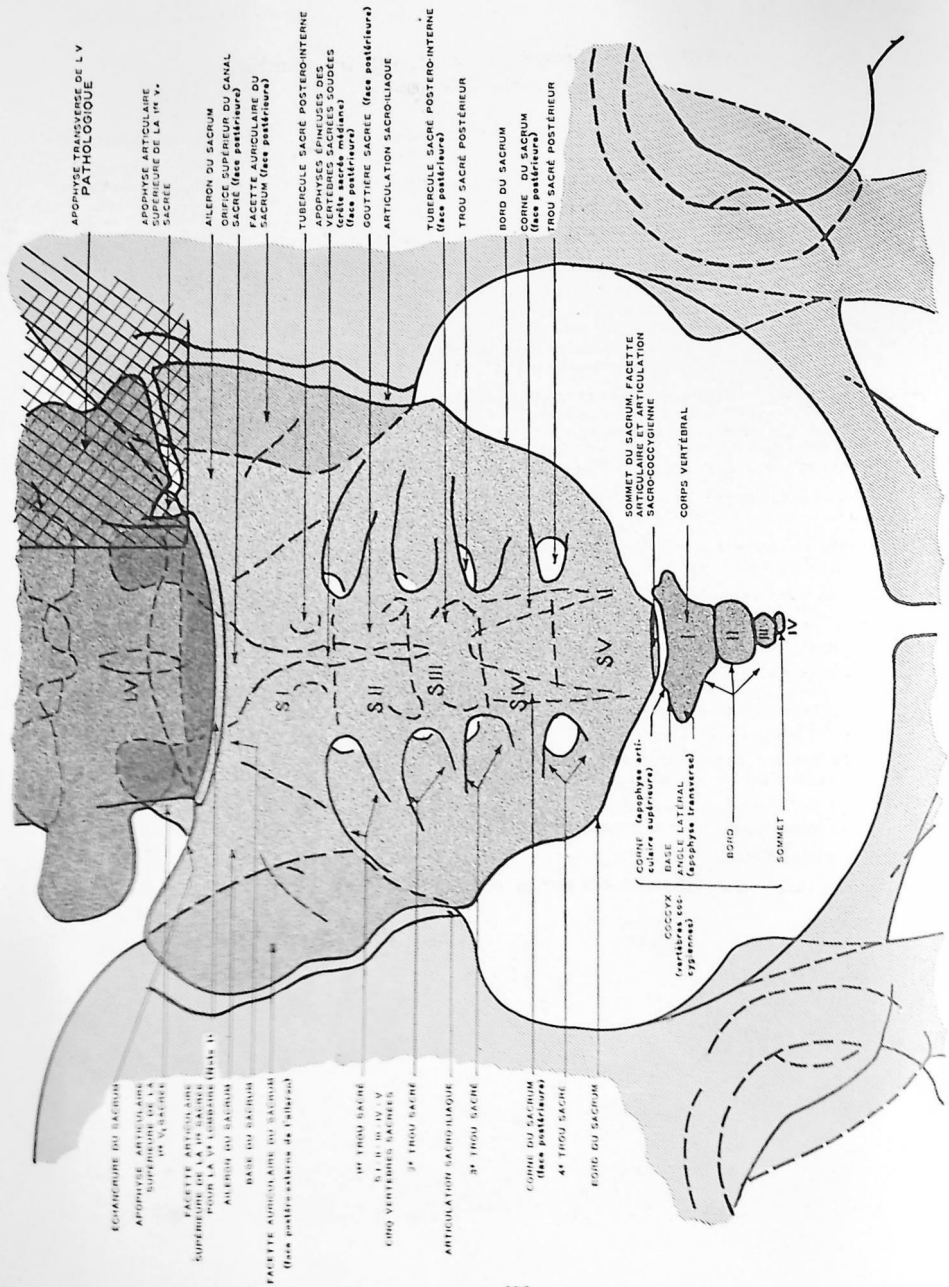 APOPHYSE TRANSVERSE DE L V
PATHOLOGIQUE
APOPHYSE ARTICULAIRE
SUPÉRIEURE DE LA 1re V.
SACRÉE
AILERON DU SACRUM
ORIFICE SUPÉRIEUR DU CANAL
SACRÉ (face postérieure)
FACETTE AURICULAIRE DU
SACRUM (face postérieure)
TUBERCULE SACRÉ POSTERO-INTERNE
APOPHYSES ÉPINEUSES DES
VERTÈBRES SACRÉES SOUDÉES
(crête sacrée médiane)
(face postérieure)
GOUTTIÈRE SACRÉE (face postérieure)
ARTICULATION SACRO-ILIAQUE
TUBERCULE SACRÉ POSTERO-INTERNE
(face postérieure)
TROU SACRÉ POSTÉRIEUR
BORD DU SACRUM
CORNE DU SACRUM
(face postérieure)
TROU SACRÉ POSTÉRIEUR
LV
S I
S II
S III
S IV
S V
SOMMET DU SACRUM, FACETTE
ARTICULAIRE ET ARTICULATION
SACRO-COCCYGIENNE
CORPS VERTÉBRAL
I
II
III
IV
CORNE (apophyse arti-
culaire supérieure)
BASE
ANGLE LATÉRAL
(apophyse transverse)
BORD
SOMMET
COCCYX
(vertèbres coc-
cygiennes)
ÉCHANCRURE DU SACRUM
APOPHYSE ARTICULAIRE
SUPÉRIEURE DE LA
1re V. SACRÉE
FACETTE ARTICULAIRE
SUPÉRIEURE DE LA 1re SACRÉE
POUR LA 5e LOMBAIRE (Nota I)
AILERON DU SACRUM
BASE DU SACRUM
FACETTE AURICULAIRE DU SACRUM
(face postéro-externe de l'aileron)
1er TROU SACRÉ
S I - II - III - IV - V
CINQ VERTÈBRES SACRÉES
2e TROU SACRÉ
ARTICULATION SACRO-ILIAQUE
3e TROU SACRÉ
CORNE DU SACRUM
(face postérieure)
4e TROU SACRÉ
BORD DU SACRUM